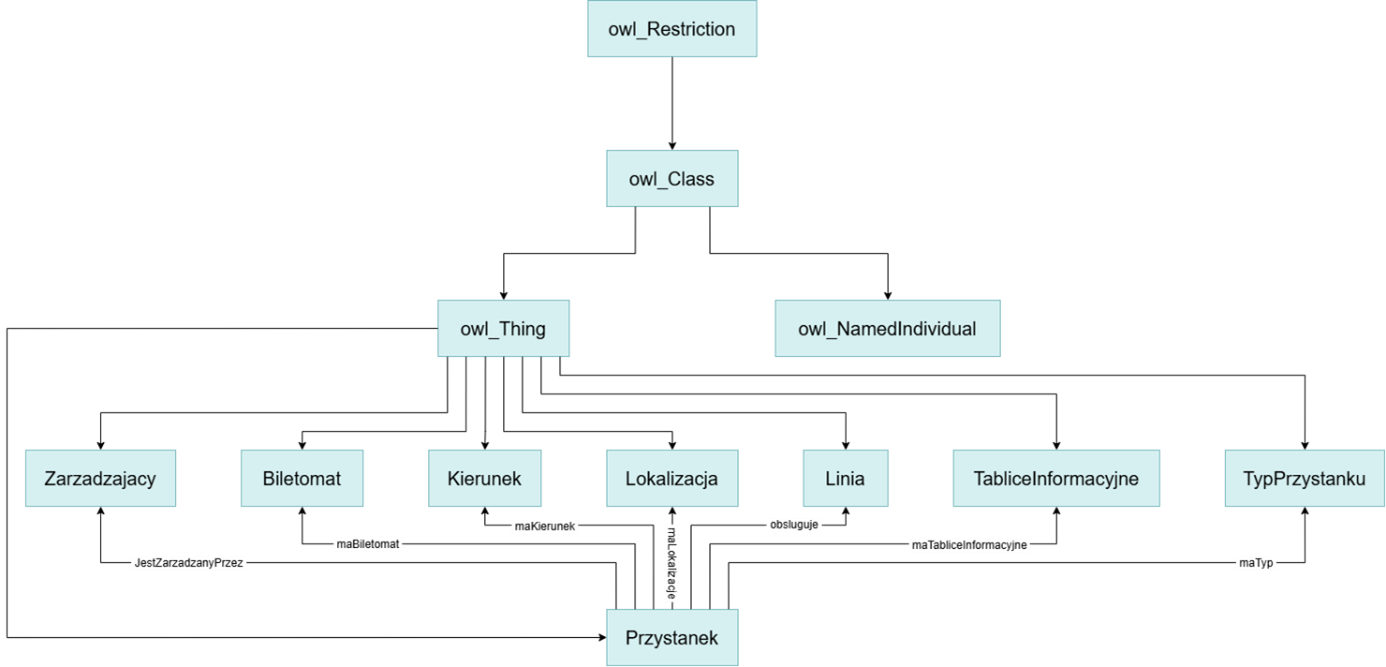 owl_Restriction
owl_Class
owl_Thing
owl_NamedIndividual
Zarzadzajacy
Biletomat
Kierunek
Lokalizacja
Linia
TabliceInformacyjne
TypPrzystanku
maKierunek
obsluguje
maBiletomat
maTabliceInformacyjne
JestZarzadzanyPrzez
maLokalizacje
maTyp
Przystanek